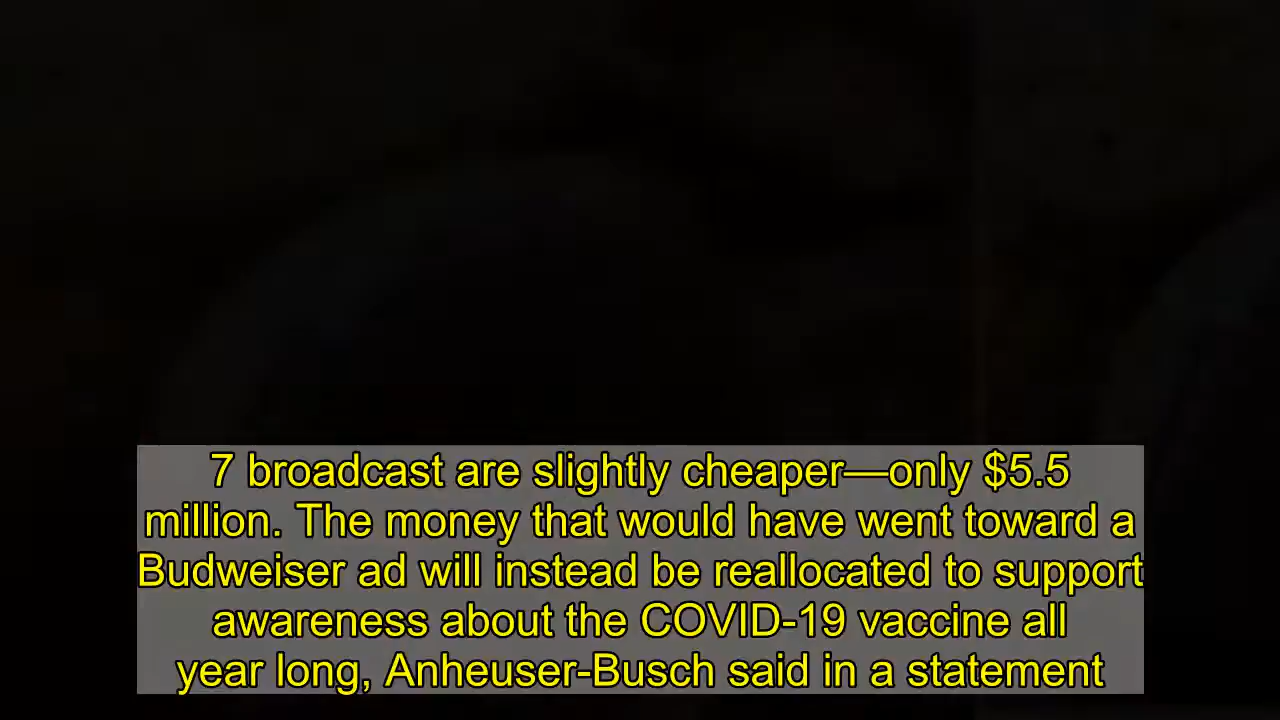 7 broadcast are slightly cheaper—only $5.5
million. The money that would have went toward a
Budweiser ad will instead be reallocated to support
awareness about the COVID-19 vaccine all
year long, Anheuser-Busch said in a statement